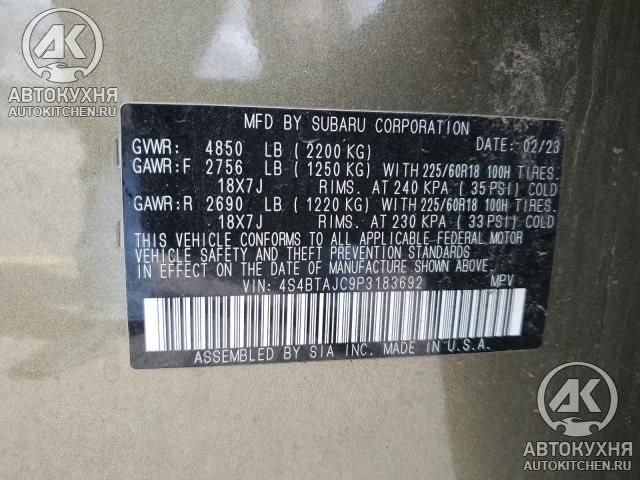 AK
АВТОКУХНЯ
AUTOKITCHEN.RU
MFD BY SUBARU CORPORATION DATE: 02/23
GVWR: 4850 LB ( 2200 KG)
GAWR:F 2756 LB ( 1250 KG) WITH 225/60R18 100H TIRES.
18X7J RIMS. AT 240 KPA ( 35 PSI) COLD
GAWR:R 2690 LB ( 1220 KG) WITH 225/60R18 100H TIRES.
18X7J RIMS. AT 230 KPA ( 33 PSI) COLD
THIS VEHICLE CONFORMS TO ALL APPLICABLE FEDERAL MOTOR
VEHICLE SAFETY AND THEFT PREVENTION STANDARDS
IN EFFECT ON THE DATE OF MANUFACTURE SHOWN ABOVE.
VIN: 4S4BTAJC9P3183692 MPV
ASSEMBLED BY SIA INC. MADE IN U.S.A.
AK
АВТОКУХНЯ
AUTOKITCHEN.RU